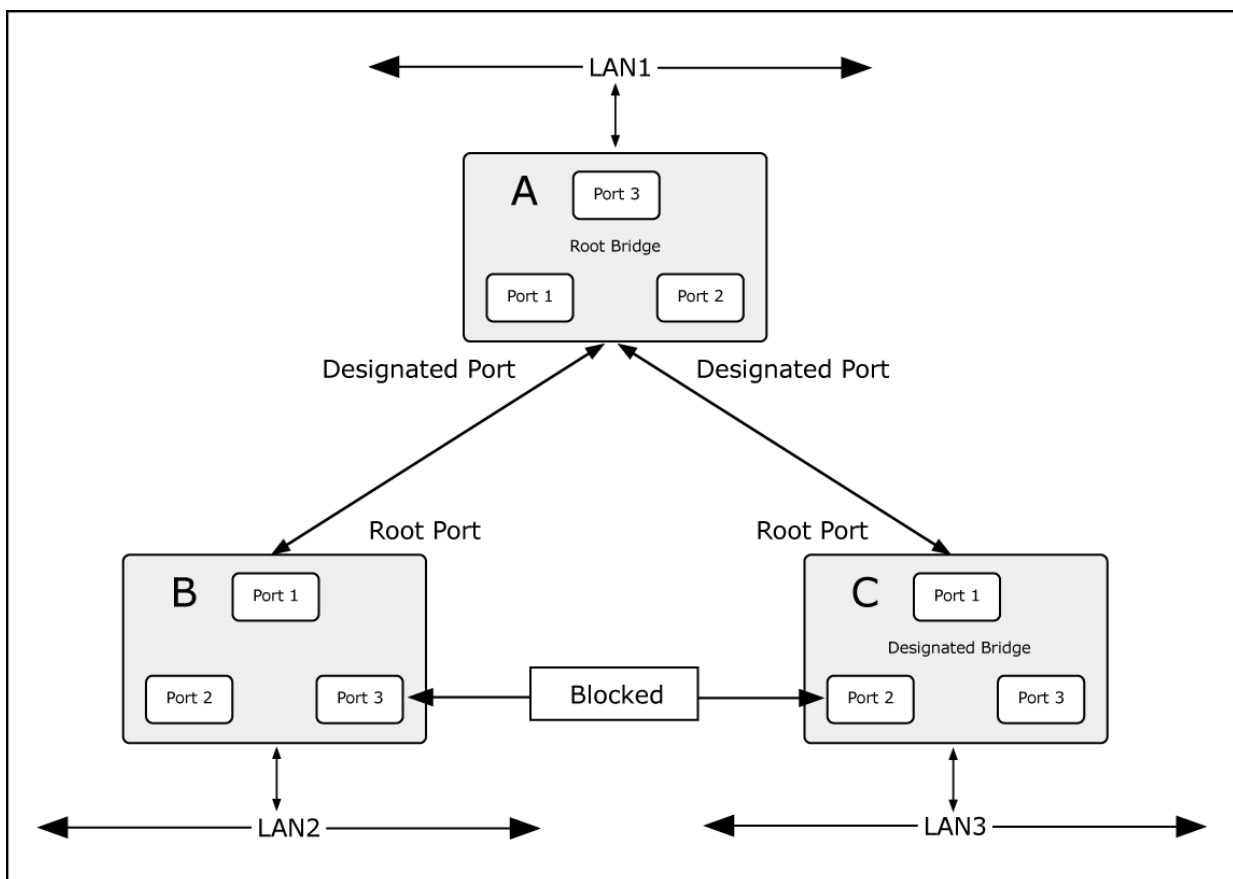 LAN1
A
Port 3
Root Bridge
Port 1
Port 2
Designated Port
Designated Port
Root Port
Root Port
B
Port 1
Port 2
Port 3
Blocked
C
Port 1
Designated Bridge
Port 2
Port 3
LAN2
LAN3